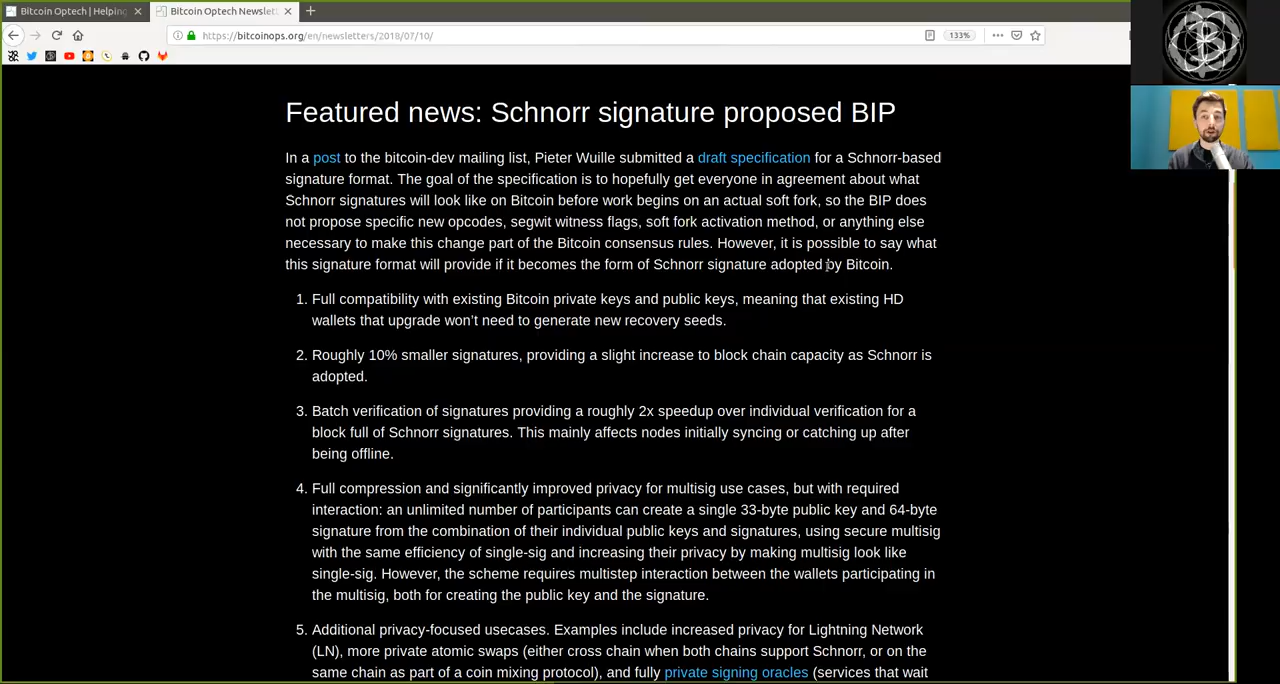 Bitcoin Optech | Helping
Bitcoin Optech Newslett
https://bitcoinops.org/en/newsletters/2018/07/10/
133%
Featured news: Schnorr signature proposed BIP
In a post to the bitcoin-dev mailing list, Pieter Wuille submitted a draft specification for a Schnorr-based
signature format. The goal of the specification is to hopefully get everyone in agreement about what
Schnorr signatures will look like on Bitcoin before work begins on an actual soft fork, so the BIP does
not propose specific new opcodes, segwit witness flags, soft fork activation method, or anything else
necessary to make this change part of the Bitcoin consensus rules. However, it is possible to say what
this signature format will provide if it becomes the form of Schnorr signature adopted by Bitcoin.
1. Full compatibility with existing Bitcoin private keys and public keys, meaning that existing HD
wallets that upgrade won’t need to generate new recovery seeds.
2. Roughly 10% smaller signatures, providing a slight increase to block chain capacity as Schnorr is
adopted.
3. Batch verification of signatures providing a roughly 2x speedup over individual verification for a
block full of Schnorr signatures. This mainly affects nodes initially syncing or catching up after
being offline.
4. Full compression and significantly improved privacy for multisig use cases, but with required
interaction: an unlimited number of participants can create a single 33-byte public key and 64-byte
signature from the combination of their individual public keys and signatures, using secure multisig
with the same efficiency of single-sig and increasing their privacy by making multisig look like
single-sig. However, the scheme requires multistep interaction between the wallets participating in
the multisig, both for creating the public key and the signature.
5. Additional privacy-focused usecases. Examples include increased privacy for Lightning Network
(LN), more private atomic swaps (either cross chain when both chains support Schnorr, or on the
same chain as part of a coin mixing protocol), and fully private signing oracles (services that wait